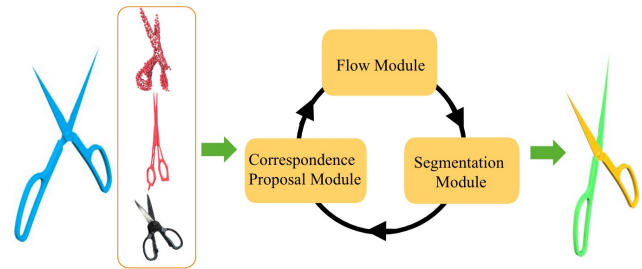 Flow Module
Correspondence
Proposal Module
Segmentation
Module